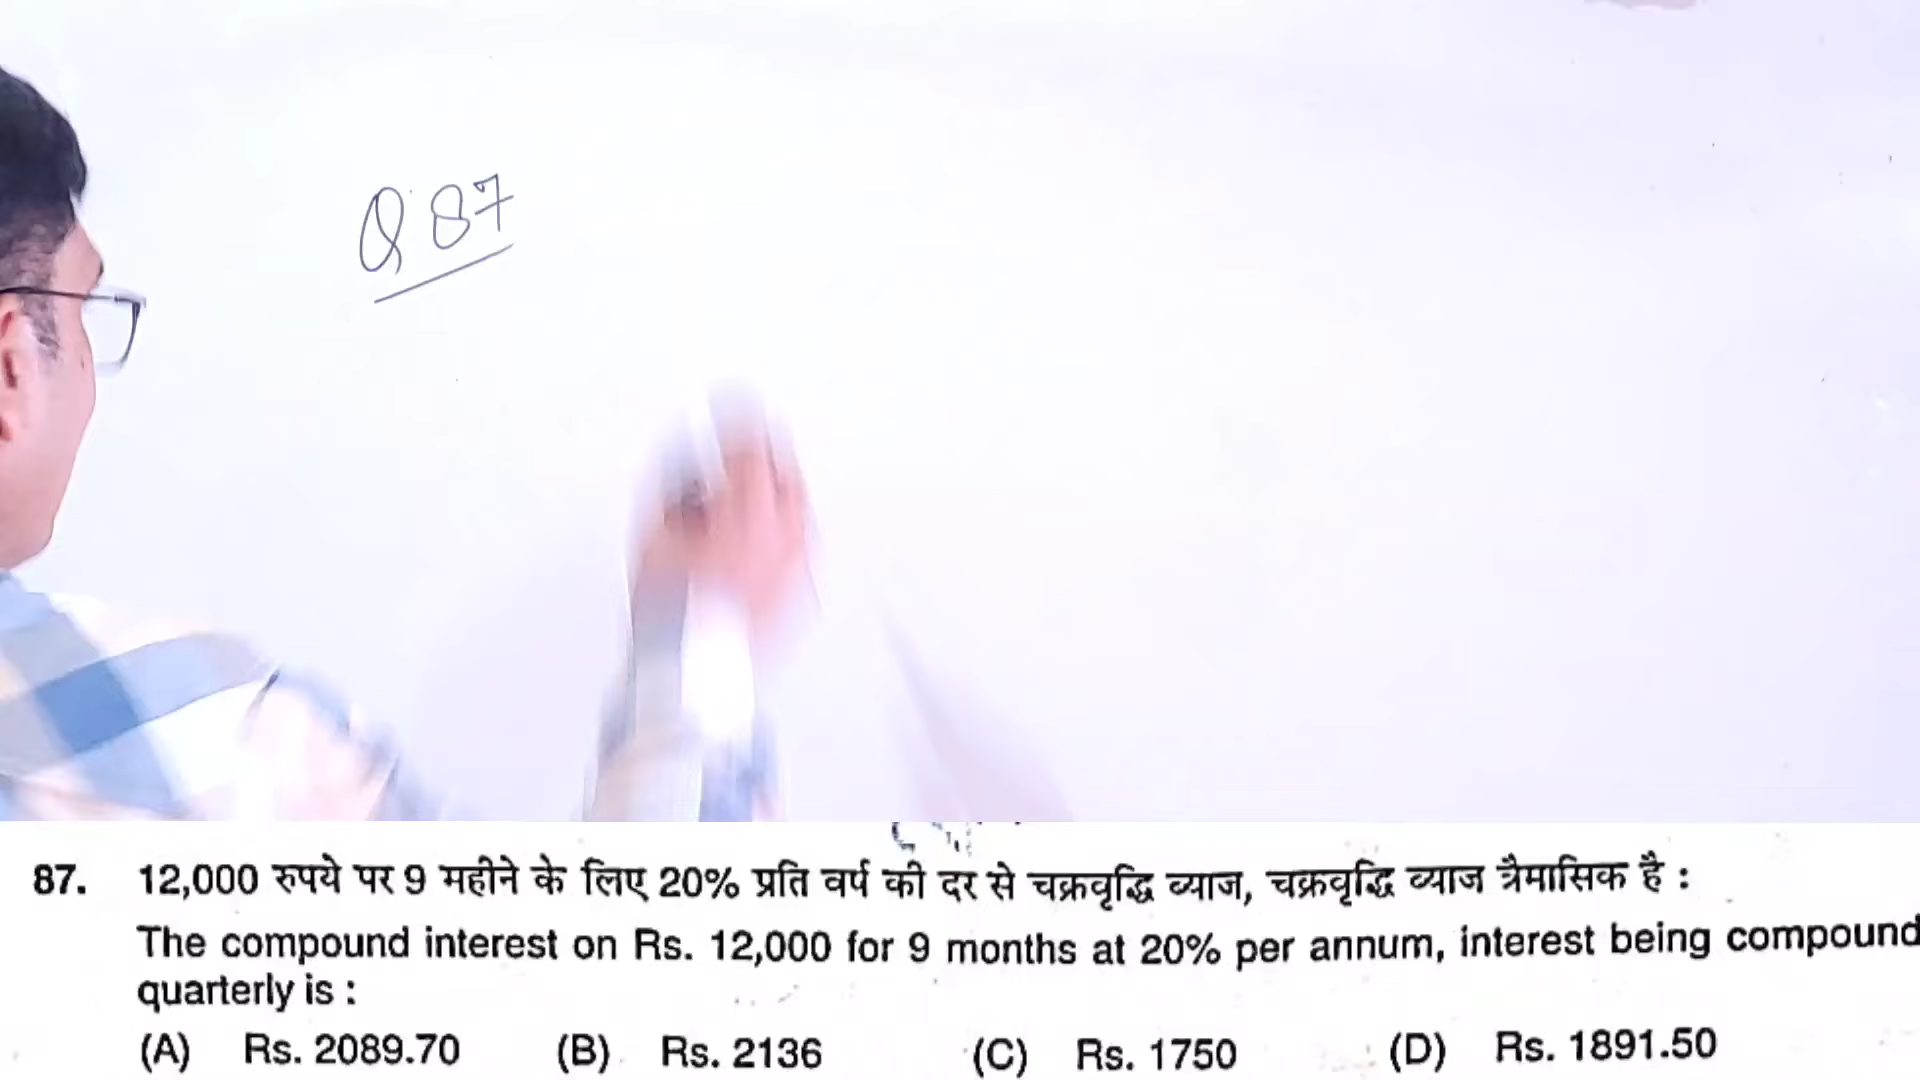 Q 87
87. 12,000 रुपये पर 9 महीने के लिए 20% प्रति वर्ष की दर से चक्रवृद्धि ब्याज, चक्रवृद्धि ब्याज त्रैमासिक है :
The compound interest on Rs. 12,000 for 9 months at 20% per annum, interest being compound
quarterly is :
(A) Rs. 2089.70 (B) Rs. 2136 (C) Rs. 1750 (D) Rs. 1891.50